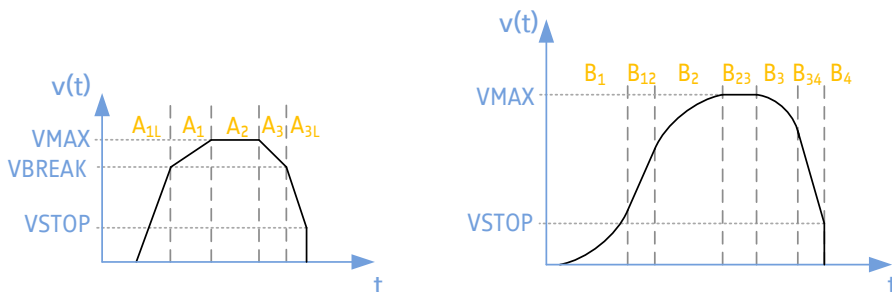 v(t)
A1L A1 A2 A3 A3L
VMAX
VBREAK
VSTOP
t
v(t)
B1 B12 B2 B23 B3 B34 B4
VMAX
VSTOP
t